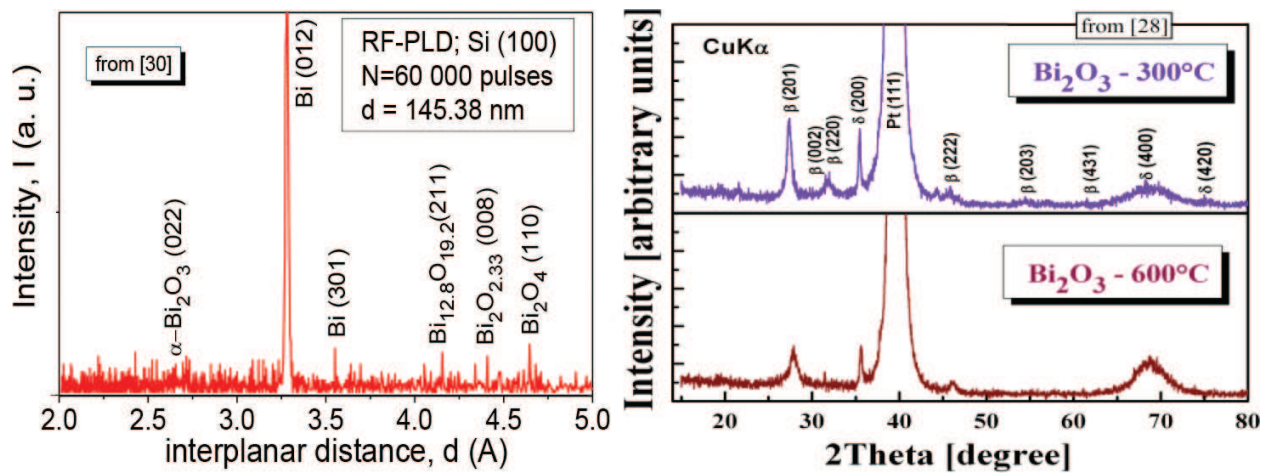 from [30]
RF-PLD; Si (100)
N=60 000 pulses
d = 145.38 nm
Bi (012)
α–Bi2O3 (022)
Bi (301)
Bi12.8O19.2(211)
Bi2O2.33 (008)
Bi2O4 (110)
Intensity, I (a. u.)
2.0 2.5 3.0 3.5 4.0 4.5 5.0
interplanar distance, d (A)
from [28]
CuKα
Bi2O3 - 300°C
β (201)
β (002)
β (220)
δ (200)
Pt (111)
β (222)
β (203)
β (431)
δ (400)
δ (420)
Bi2O3 - 600°C
Intensity [arbitrary units]
20 30 40 50 60 70 80
2Theta [degree]